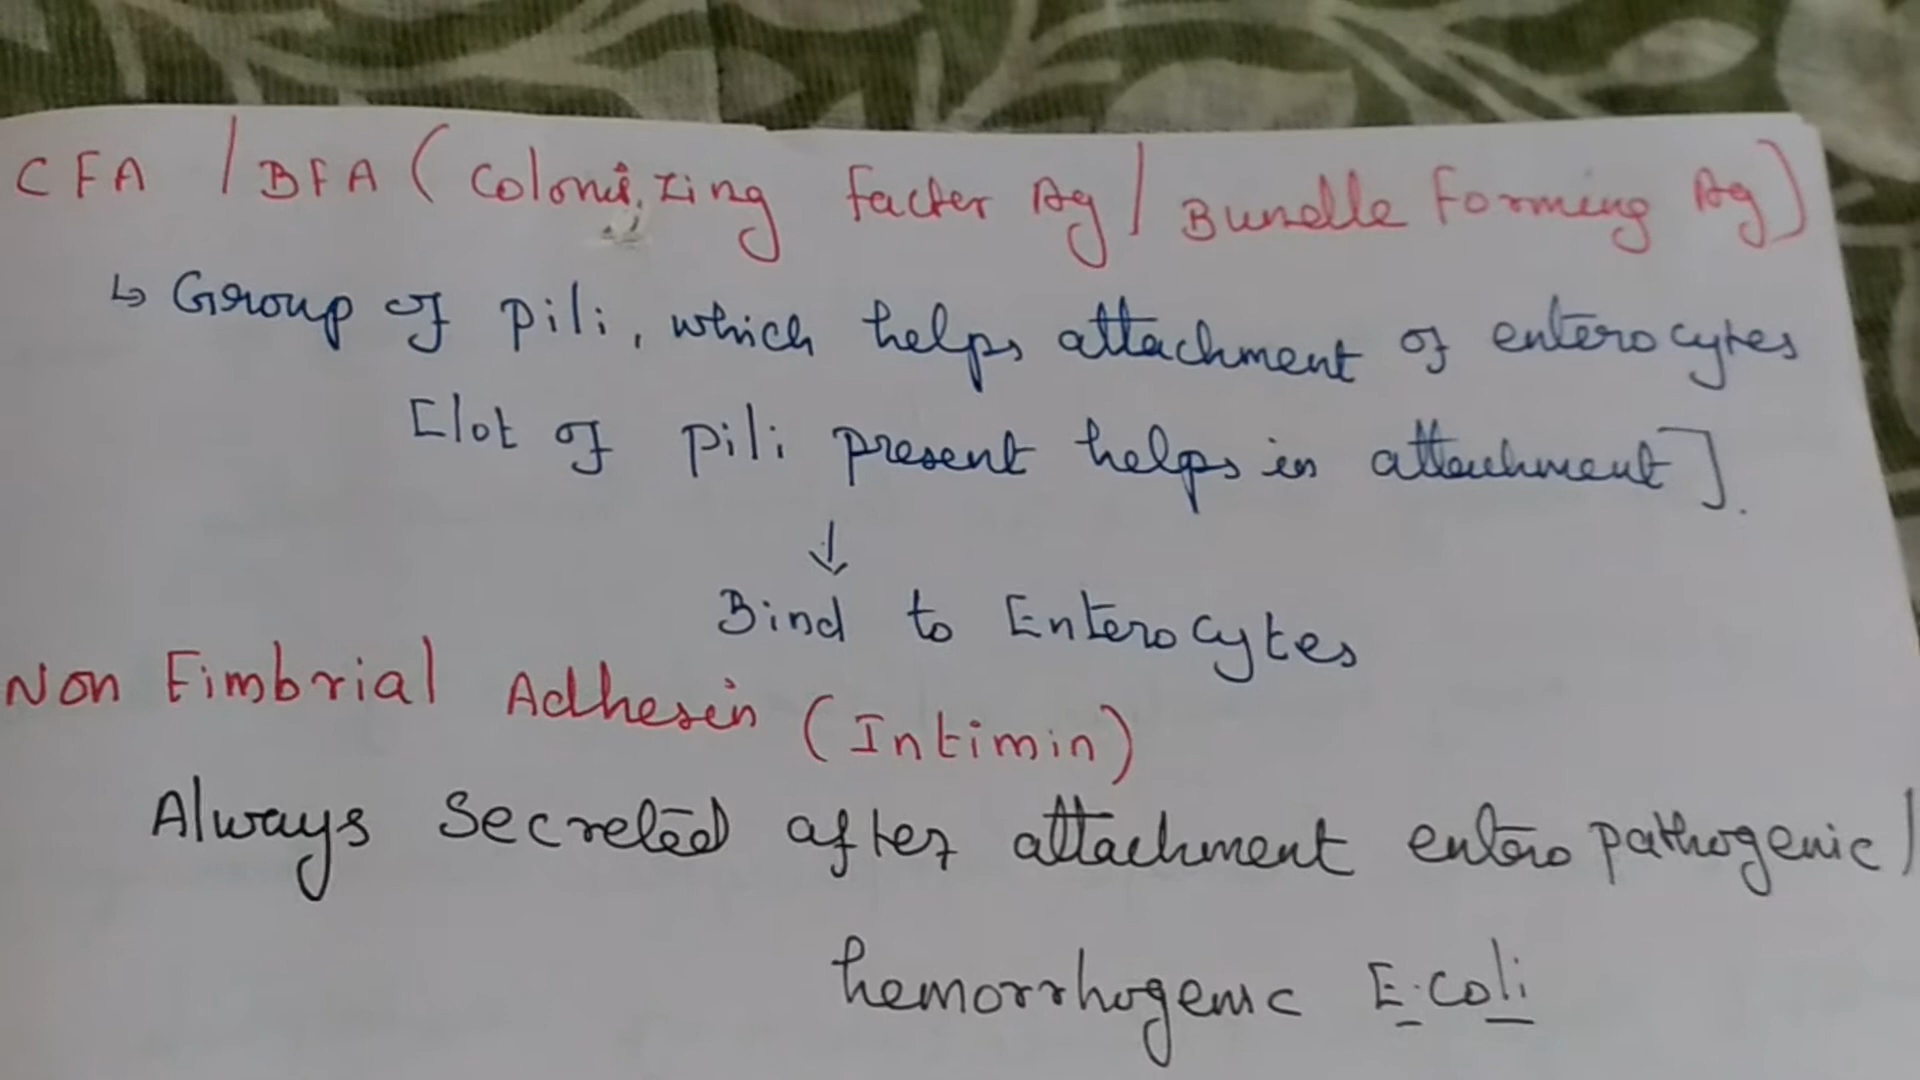 CFA / BFA (Colonizing factor Ag / Bundle Forming Ag)
↳ Group of pili, which helps attachment of enterocytes
[lot of pili present helps in attachment].
↓
Bind to Enterocytes
Non Fimbrial Adhesin (Intimin)
Always secreted after attachment enteropathogenic /
hemorrhogenic E.coli